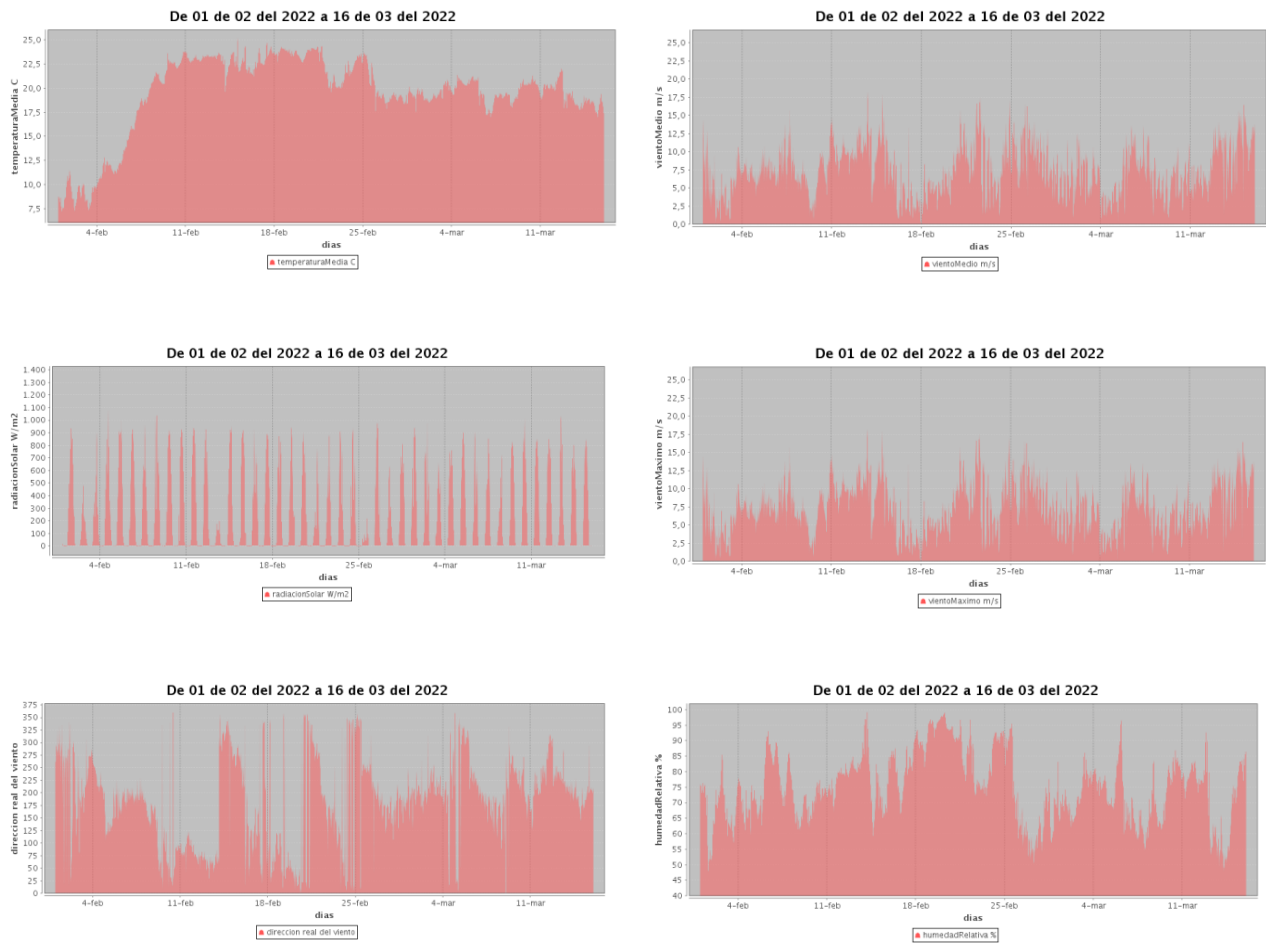 De 01 de 02 del 2022 a 16 de 03 del 2022
25,0
22,5
20,0
17,5
15,0
12,5
10,0
7,5
temperaturaMedia C
4-feb 11-feb 18-feb 25-feb 4-mar 11-mar
dias
temperaturaMedia C
De 01 de 02 del 2022 a 16 de 03 del 2022
25,0
22,5
20,0
17,5
15,0
12,5
10,0
7,5
5,0
2,5
0,0
vientoMedio m/s
4-feb 11-feb 18-feb 25-feb 4-mar 11-mar
dias
vientoMedio m/s
De 01 de 02 del 2022 a 16 de 03 del 2022
1.400
1.300
1.200
1.100
1.000
900
800
700
600
500
400
300
200
100
0
radiacionSolar W/m2
4-feb 11-feb 18-feb 25-feb 4-mar 11-mar
dias
radiacionSolar W/m2
De 01 de 02 del 2022 a 16 de 03 del 2022
25,0
22,5
20,0
17,5
15,0
12,5
10,0
7,5
5,0
2,5
0,0
vientoMaximo m/s
4-feb 11-feb 18-feb 25-feb 4-mar 11-mar
dias
vientoMaximo m/s
De 01 de 02 del 2022 a 16 de 03 del 2022
375
350
325
300
275
250
225
200
175
150
125
100
75
50
25
0
direccion real del viento
4-feb 11-feb 18-feb 25-feb 4-mar 11-mar
dias
direccion real del viento
De 01 de 02 del 2022 a 16 de 03 del 2022
100
95
90
85
80
75
70
65
60
55
50
45
40
humedadRelativa %
4-feb 11-feb 18-feb 25-feb 4-mar 11-mar
dias
humedadRelativa %